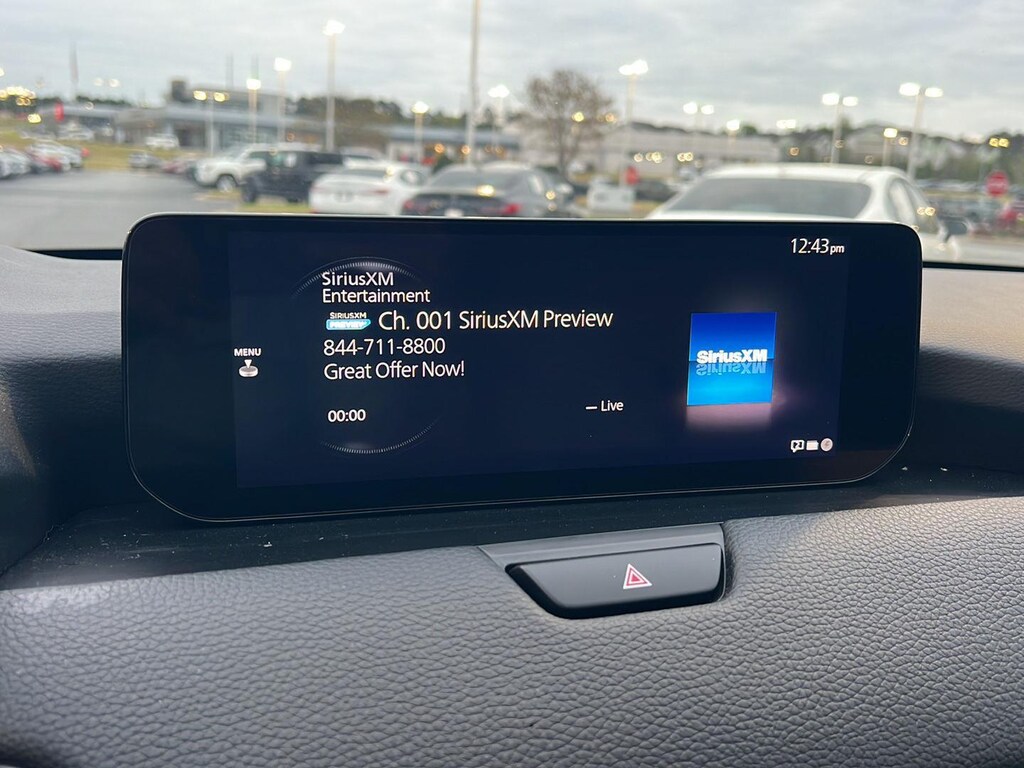 12:43pm
SiriusXM
Entertainment
SIRIUSXM
PREVIEW
Ch. 001 SiriusXM Preview
844-711-8800
Great Offer Now!
MENU
SiriusXM
00:00
Live